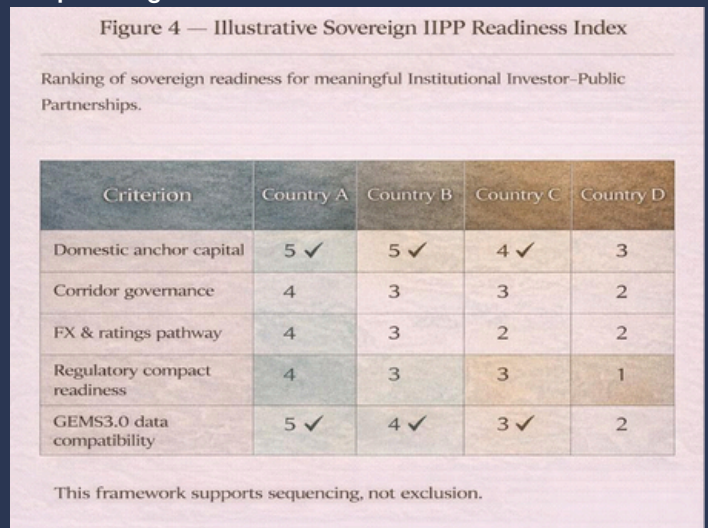 Figure 4 — Illustrative Sovereign IIPP Readiness Index
Ranking of sovereign readiness for meaningful Institutional Investor–Public
Partnerships.
Criterion Country A Country B Country C Country D
Domestic anchor capital 5 ✓ 5 ✓ 4 ✓ 3
Corridor governance 4 3 3 2
FX & ratings pathway 4 3 2 2
Regulatory compact
readiness 4 3 3 1
GEMS3.0 data
compatibility 5 ✓ 4 ✓ 3 ✓ 2
This framework supports sequencing, not exclusion.